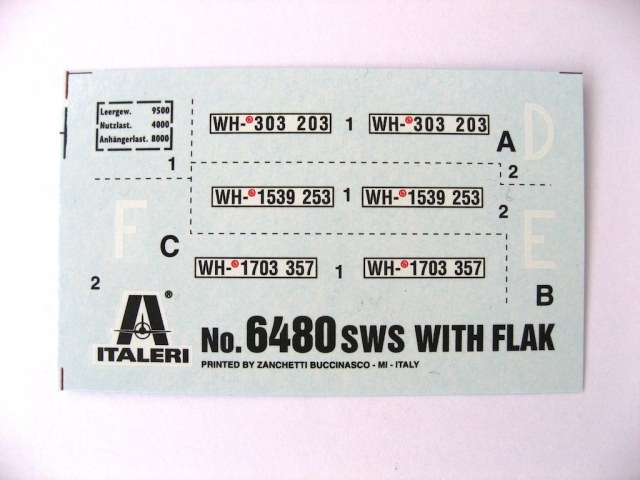 Leergew. 9500
Nutzlast. 4000
Anhängerlast. 8000
1
WH- 303 203 1 WH- 303 203
A
D
2
WH- 1539 253 1 WH- 1539 253
2
F
C
E
2
WH- 1703 357 1 WH- 1703 357
B
ITALERI ®
No. 6480 SWS WITH FLAK
PRINTED BY ZANCHETTI BUCCINASCO - MI - ITALY